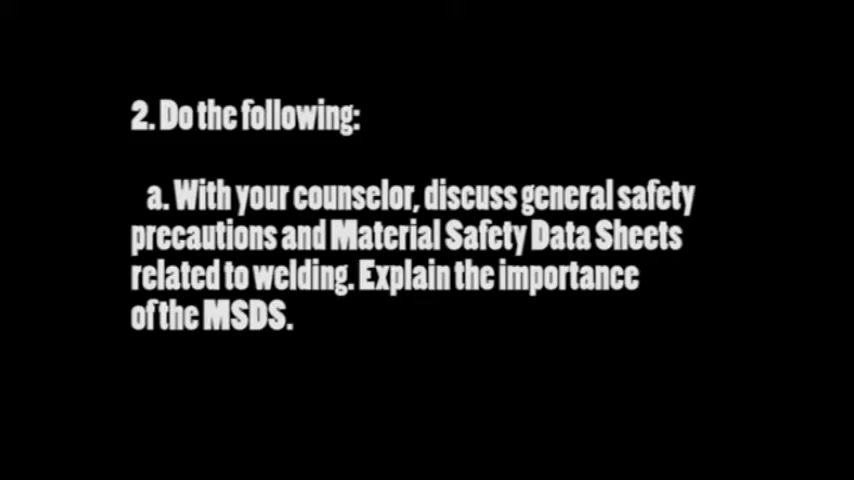 2. Do the following:
a. With your counselor, discuss general safety
precautions and Material Safety Data Sheets
related to welding. Explain the importance
of the MSDS.